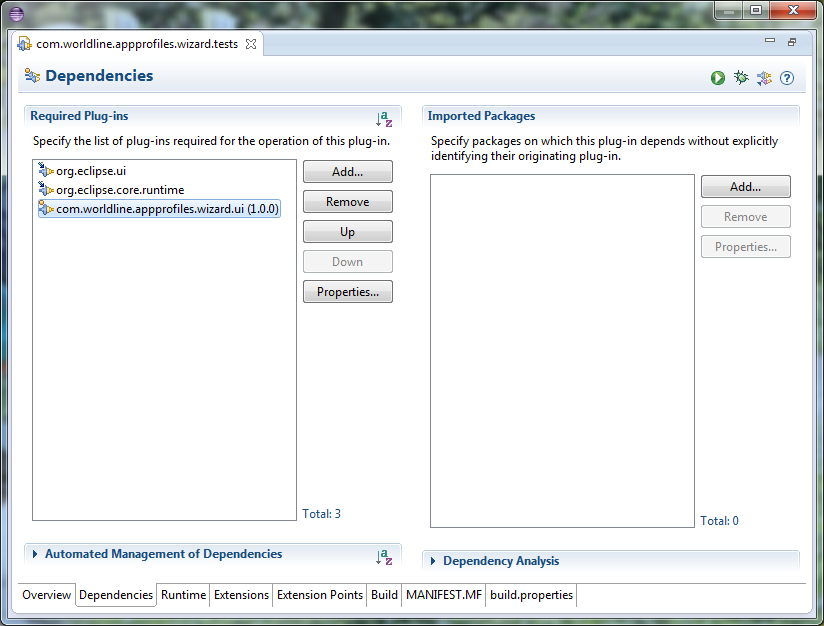 com.worldline.appprofiles.wizard.tests
Dependencies
Required Plug-ins
Specify the list of plug-ins required for the operation of this plug-in.
org.eclipse.ui
org.eclipse.core.runtime
com.worldline.appprofiles.wizard.ui (1.0.0)
Add...
Remove
Up
Down
Properties...
Total: 3
Imported Packages
Specify packages on which this plug-in depends without explicitly
identifying their originating plug-in.
Add...
Remove
Properties...
Total: 0
Automated Management of Dependencies
Dependency Analysis
Overview Dependencies Runtime Extensions Extension Points Build MANIFEST.MF build.properties